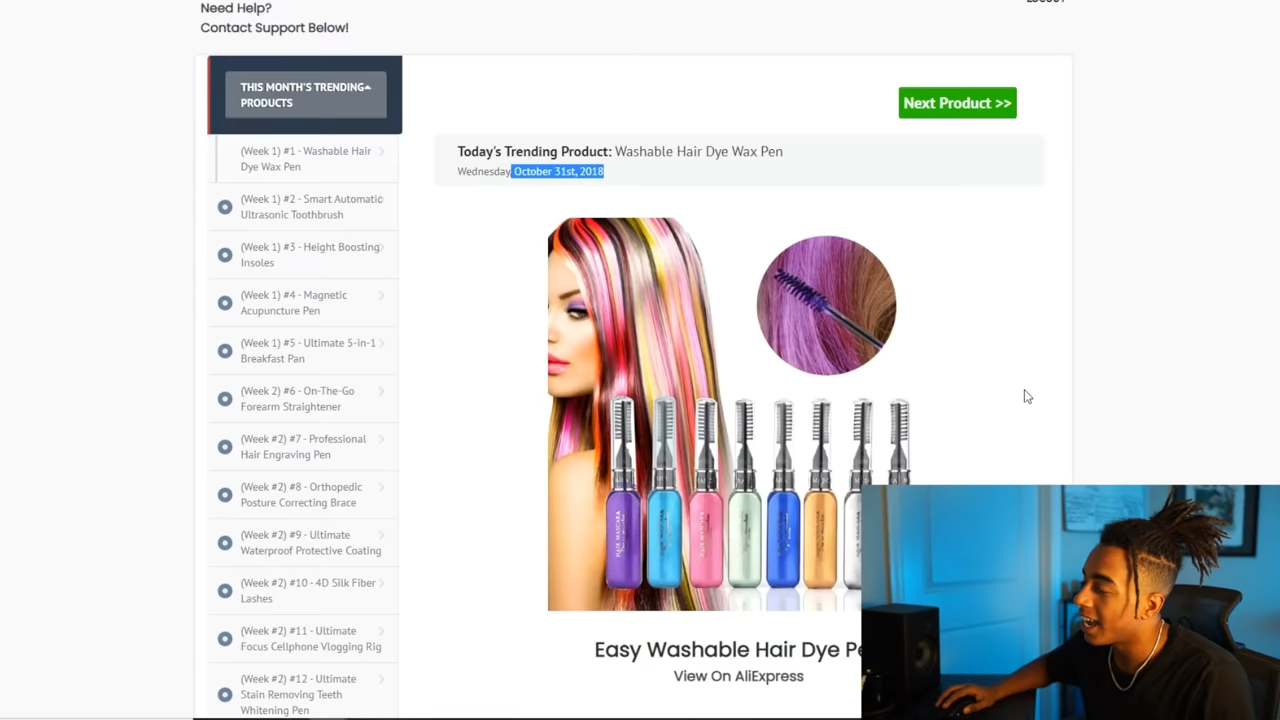 Need Help?
Contact Support Below!
THIS MONTH'S TRENDING
PRODUCTS
(Week 1) #1 - Washable Hair
Dye Wax Pen
(Week 1) #2 - Smart Automatic
Ultrasonic Toothbrush
(Week 1) #3 - Height Boosting
Insoles
(Week 1) #4 - Magnetic
Acupuncture Pen
(Week 1) #5 - Ultimate 5-in-1
Breakfast Pan
(Week 2) #6 - On-The-Go
Forearm Straightener
(Week #2) #7 - Professional
Hair Engraving Pen
(Week #2) #8 - Orthopedic
Posture Correcting Brace
(Week #2) #9 - Ultimate
Waterproof Protective Coating
(Week #2) #10 - 4D Silk Fiber
Lashes
(Week #2) #11 - Ultimate
Focus Cellphone Vlogging Rig
(Week #2) #12 - Ultimate
Stain Removing Teeth
Whitening Pen
Next Product >>
Today's Trending Product: Washable Hair Dye Wax Pen
Wednesday October 31st, 2018
HAIR MASCARA
Easy Washable Hair Dye Pe
View On AliExpress